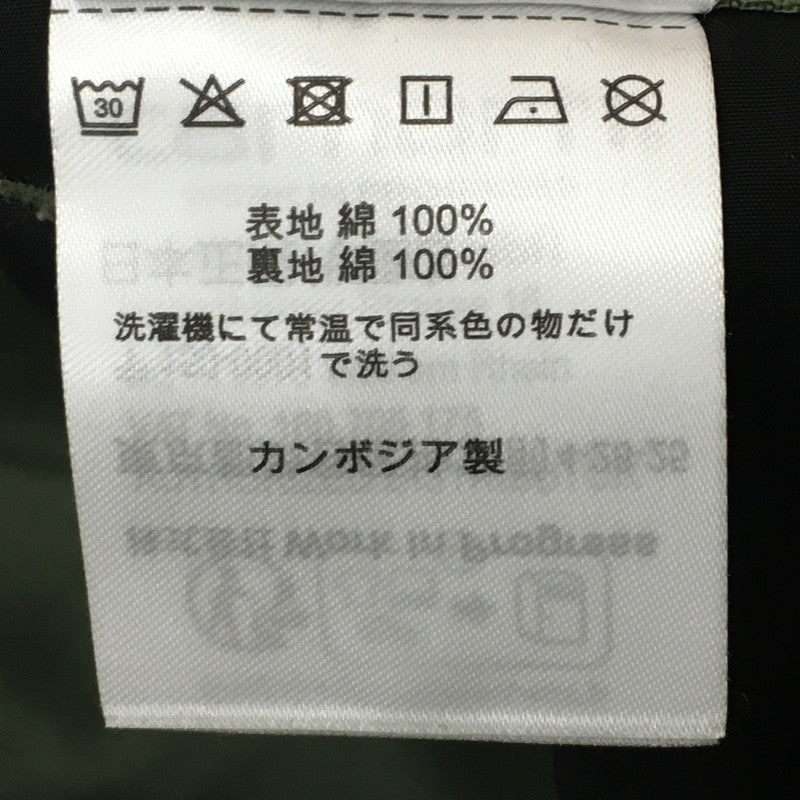 30
表地 綿 100%
裏地 綿 100%
洗濯機にて常温で同系色の物だけ
で洗う
カンボジア製